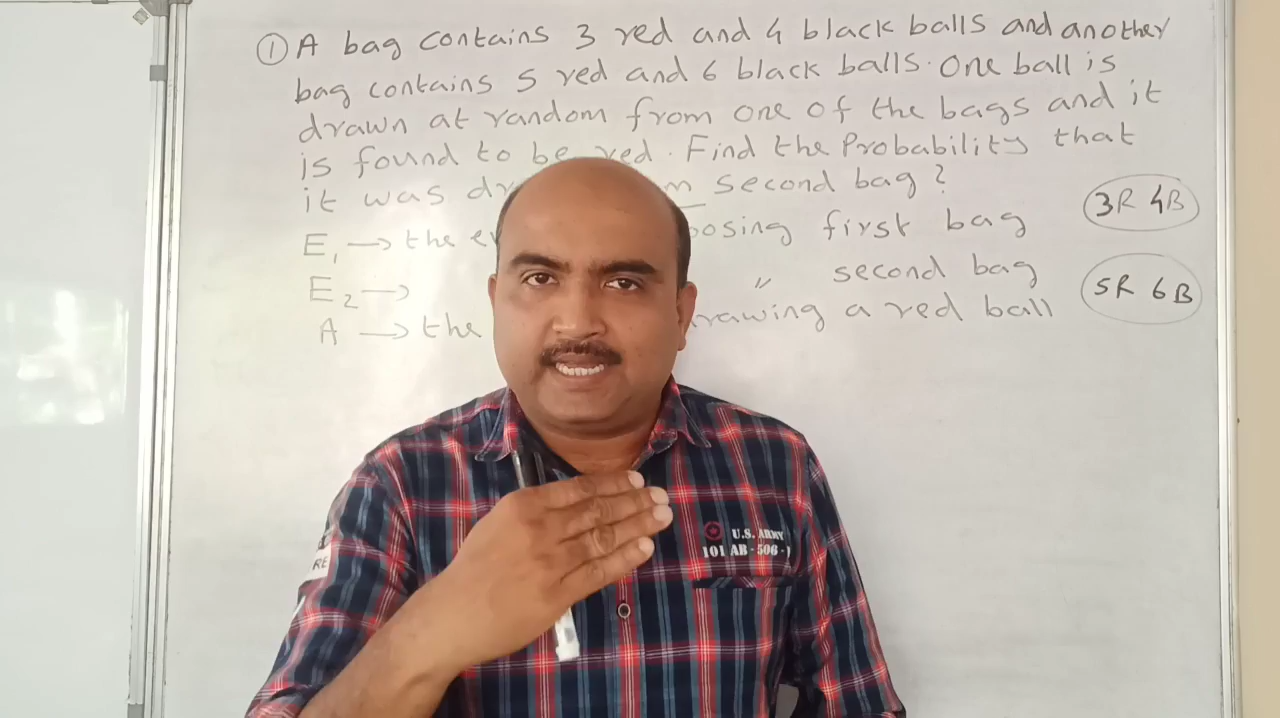 ① A bag contains 3 red and 4 black balls and another
bag contains 5 red and 6 black balls. One ball is
drawn at random from one of the bags and it
is found to be red. Find the Probability that
it was second bag?
E₁ → the first bag
E₂ → " second bag
A → the a red ball
3R 4B
5R 6B
U.S. ARMY
101 AB - 506 -
RE